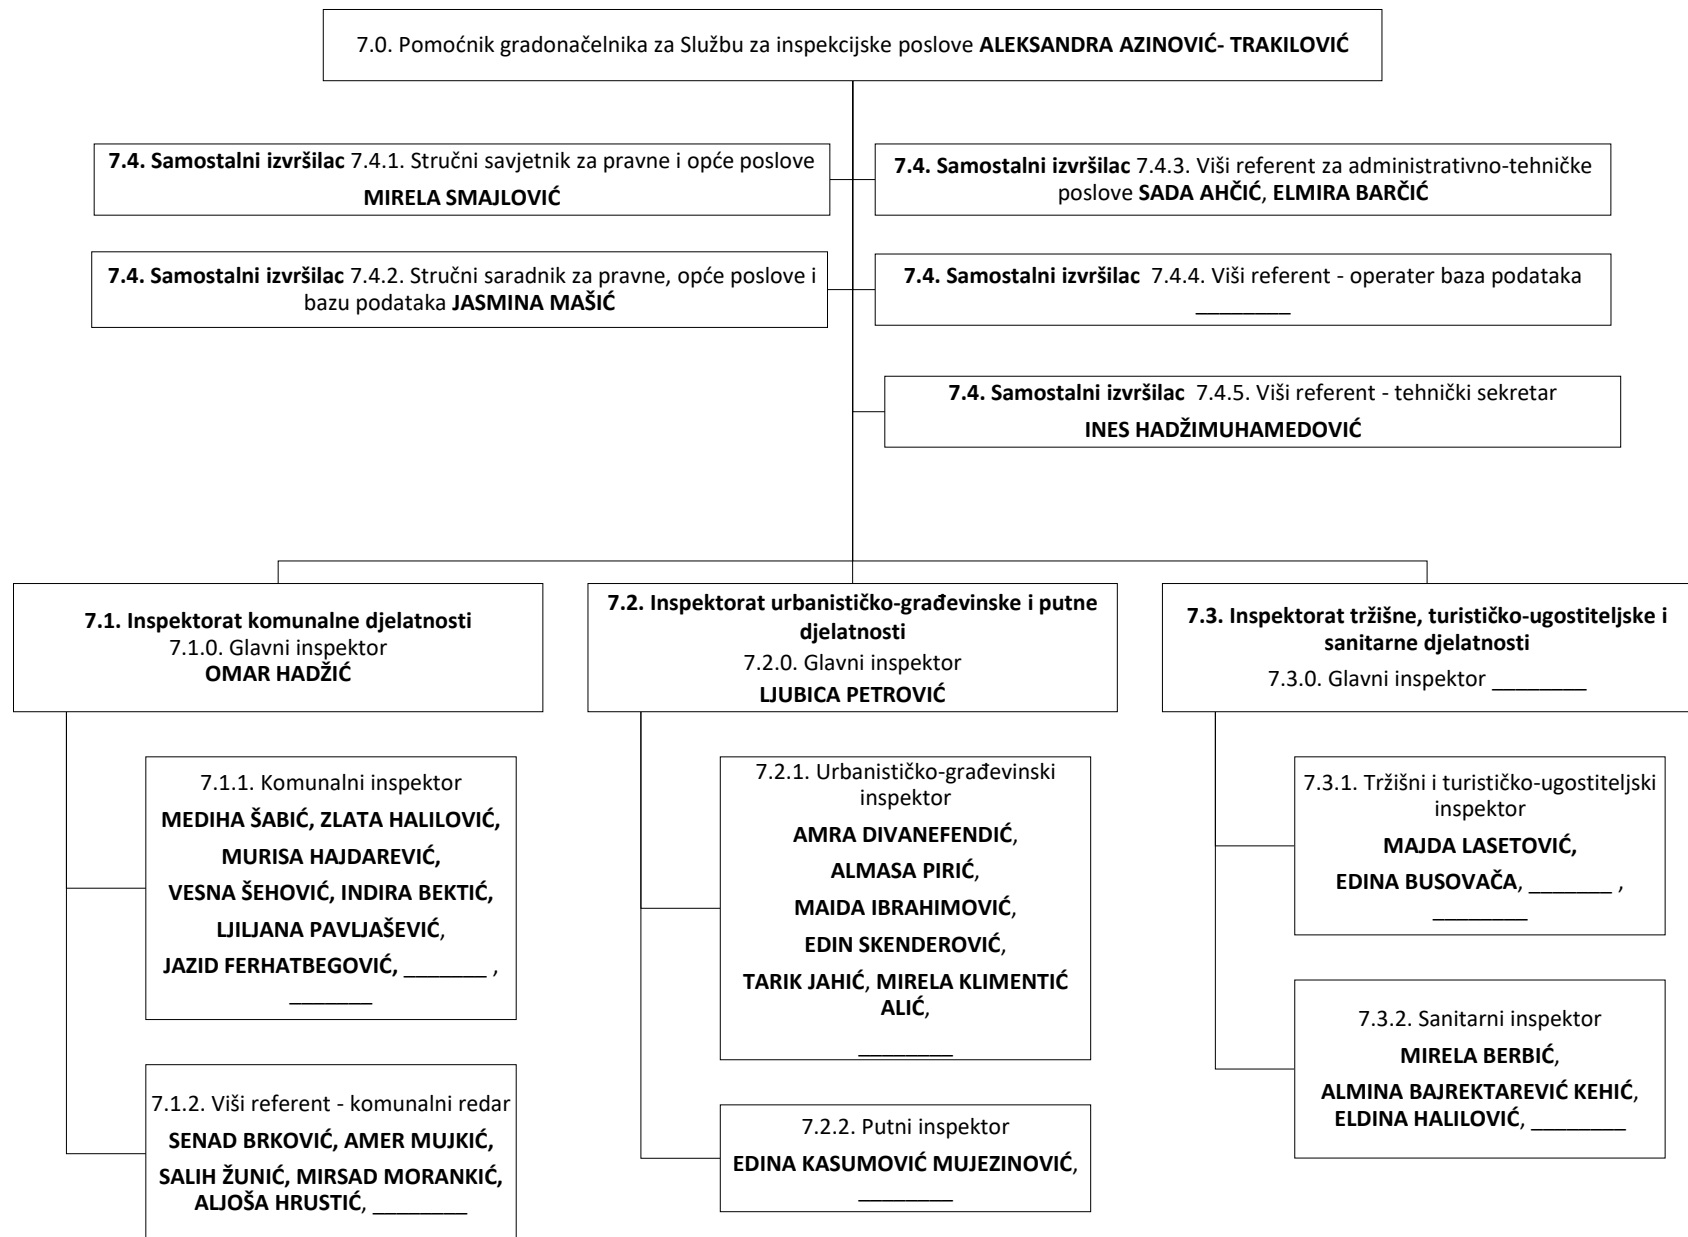 7.0. Pomoćnik gradonačelnika za Službu za inspekcijske poslove ALEKSANDRA AZINOVIĆ- TRAKILOVIĆ
7.4. Samostalni izvršilac 7.4.1. Stručni savjetnik za pravne i opće poslove
MIRELA SMAJLOVIĆ
7.4. Samostalni izvršilac 7.4.3. Viši referent za administrativno-tehničke
poslove SADA AHČIĆ, ELMIRA BARČIĆ
7.4. Samostalni izvršilac 7.4.2. Stručni saradnik za pravne, opće poslove i
bazu podataka JASMINA MAŠIĆ
7.4. Samostalni izvršilac 7.4.4. Viši referent - operater baza podataka
________
7.4. Samostalni izvršilac 7.4.5. Viši referent - tehnički sekretar
INES HADŽIMUHAMEDOVIĆ
7.1. Inspektorat komunalne djelatnosti
7.1.0. Glavni inspektor
OMAR HADŽIĆ
7.1.1. Komunalni inspektor
MEDIHA ŠABIĆ, ZLATA HALILOVIĆ,
MURISA HAJDAREVIĆ,
VESNA ŠEHOVIĆ, INDIRA BEKTIĆ,
LJILJANA PAVLJAŠEVIĆ,
JAZID FERHATBEGOVIĆ, _______ ,
_______
7.1.2. Viši referent - komunalni redar
SENAD BRKOVIĆ, AMER MUJKIĆ,
SALIH ŽUNIĆ, MIRSAD MORANKIĆ,
ALJOŠA HRUSTIĆ, ________
7.2. Inspektorat urbanističko-građevinske i putne
djelatnosti
7.2.0. Glavni inspektor
LJUBICA PETROVIĆ
7.2.1. Urbanističko-građevinski
inspektor
AMRA DIVANEFENDIĆ,
ALMASA PIRIĆ,
MAIDA IBRAHIMOVIĆ,
EDIN SKENDEROVIĆ,
TARIK JAHIĆ, MIRELA KLIMENTIĆ
ALIĆ,
________
7.2.2. Putni inspektor
EDINA KASUMOVIĆ MUJEZINOVIĆ,
________
7.3. Inspektorat tržišne, turističko-ugostiteljske i
sanitarne djelatnosti
7.3.0. Glavni inspektor ________
7.3.1. Tržišni i turističko-ugostiteljski
inspektor
MAJDA LASETOVIĆ,
EDINA BUSOVAČA, _______ ,
________
7.3.2. Sanitarni inspektor
MIRELA BERBIĆ,
ALMINA BAJREKTAREVIĆ KEHIĆ,
ELDINA HALILOVIĆ, ________